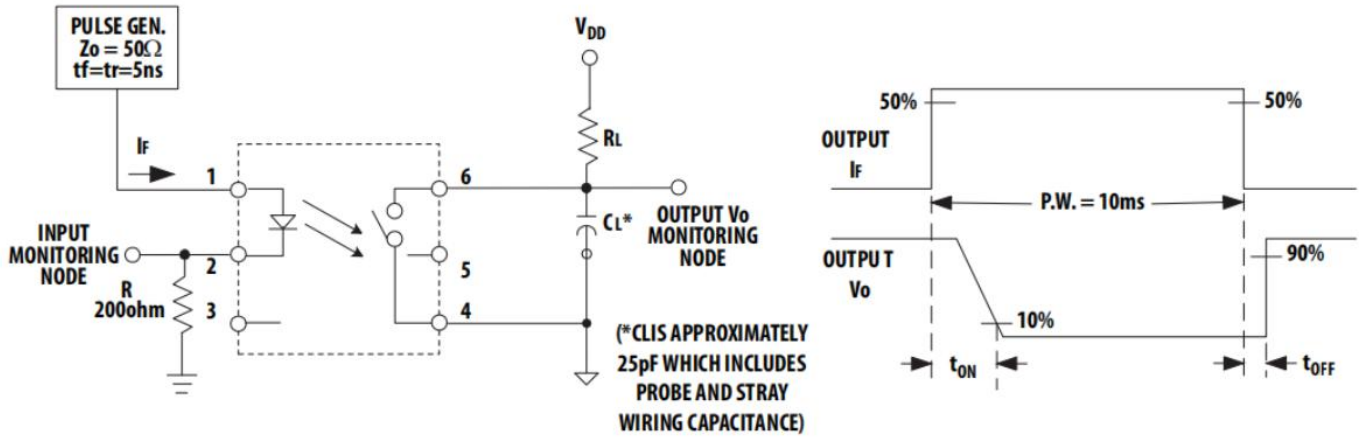 PULSE GEN.
Zo = 50Ω
tf=tr=5ns
IF
1
INPUT
MONITORING
NODE
2
R
200ohm
3
VDD
RL
6
CL*
OUTPUT Vo
MONITORING
NODE
5
4
(*CLIS APPROXIMATELY
25pF WHICH INCLUDES
PROBE AND STRAY
WIRING CAPACITANCE)
50%
50%
OUTPUT
IF
P.W. = 10ms
OUTPU T
Vo
90%
10%
tON
tOFF